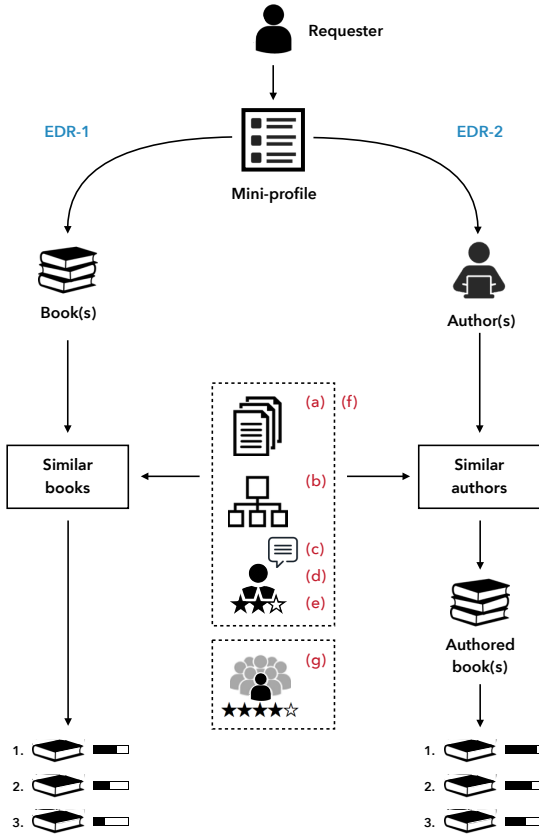 Requester
EDR-1
EDR-2
Mini-profile
Book(s)
Author(s)
(a) (f)
Similar
books
(b)
Similar
authors
(c)
(d)
(e)
Authored
book(s)
(g)
1.
2.
3.
1.
2.
3.